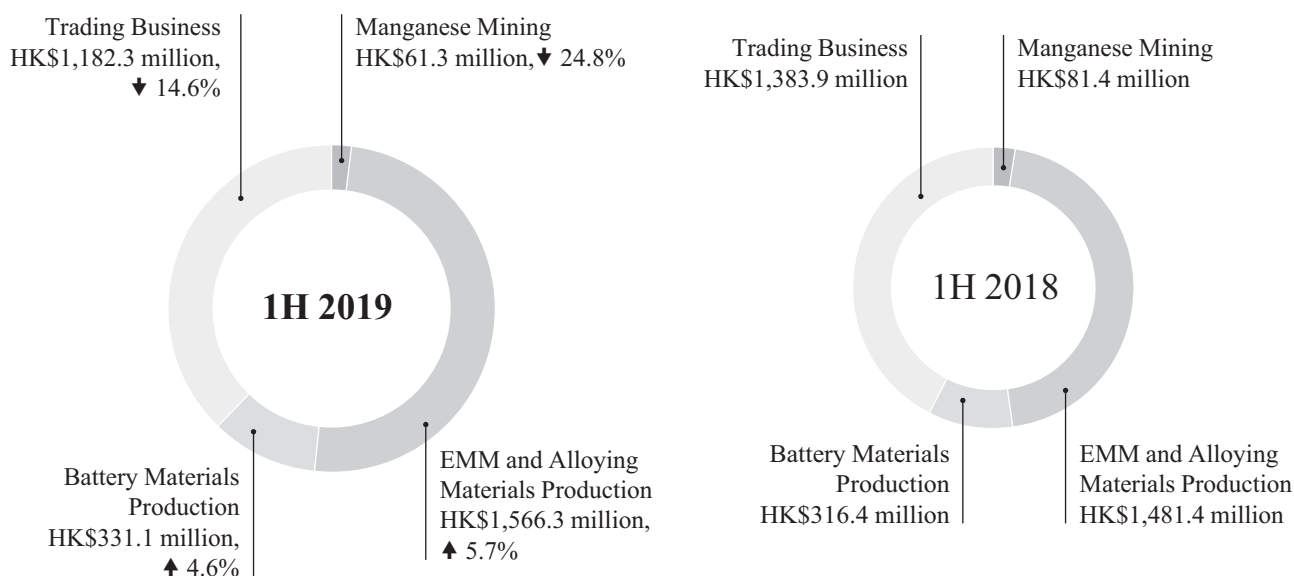 Trading Business
HK$1,182.3 million,
↓ 14.6%
Manganese Mining
HK$61.3 million, ↓ 24.8%
1H 2019
Battery Materials
Production
HK$331.1 million,
↑ 4.6%
EMM and Alloying
Materials Production
HK$1,566.3 million,
↑ 5.7%
Trading Business
HK$1,383.9 million
Manganese Mining
HK$81.4 million
1H 2018
Battery Materials
Production
HK$316.4 million
EMM and Alloying
Materials Production
HK$1,481.4 million